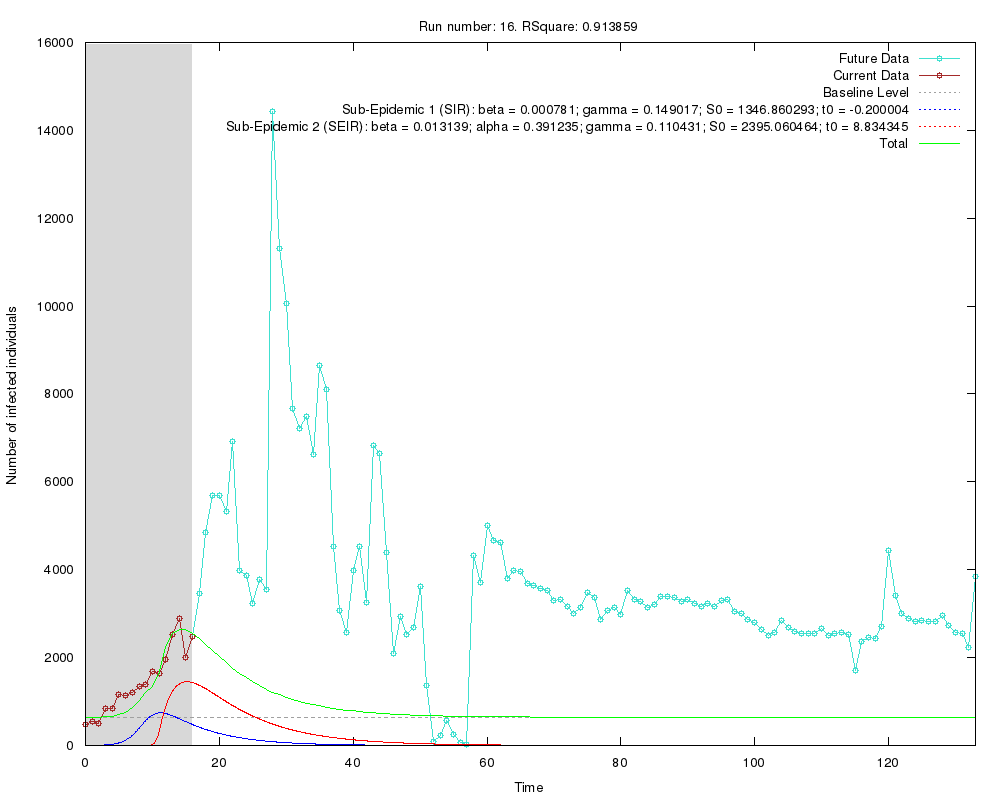 Run number: 16. RSquare: 0.913859
Future Data
Current Data
Baseline Level
Sub-Epidemic 1 (SIR): beta = 0.000781; gamma = 0.149017; S0 = 1346.860293; t0 = -0.200004
Sub-Epidemic 2 (SEIR): beta = 0.013139; alpha = 0.391235; gamma = 0.110431; S0 = 2395.060464; t0 = 8.834345
Total
Number of infected individuals
16000
14000
12000
10000
8000
6000
4000
2000
0
0 20 40 60 80 100 120
Time